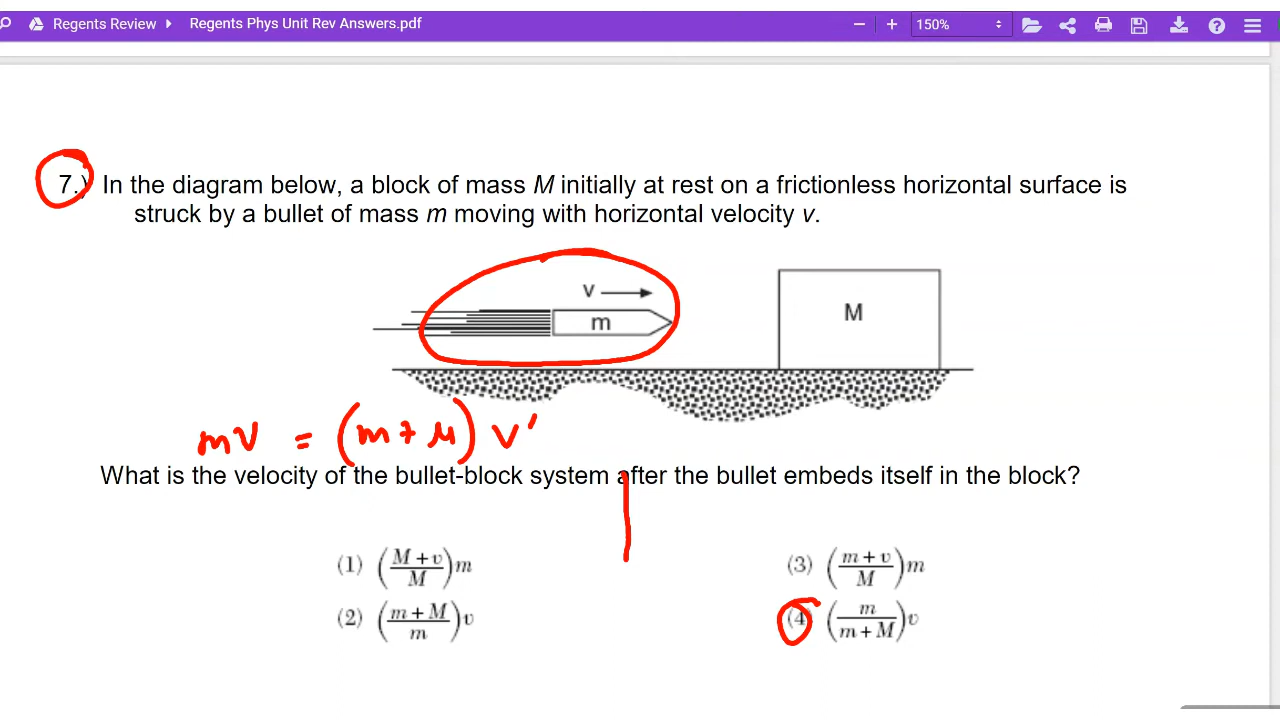 Regents Review ▸ Regents Phys Unit Rev Answers.pdf − + 150%
7.) In the diagram below, a block of mass M initially at rest on a frictionless horizontal surface is
struck by a bullet of mass m moving with horizontal velocity v.
v
m
M
mv = (m+M) v'
What is the velocity of the bullet-block system after the bullet embeds itself in the block?
(1) ((M + v)/M)m
(3) ((m + v)/M)m
(2) ((m + M)/m)v
(4) (m/(m + M))v